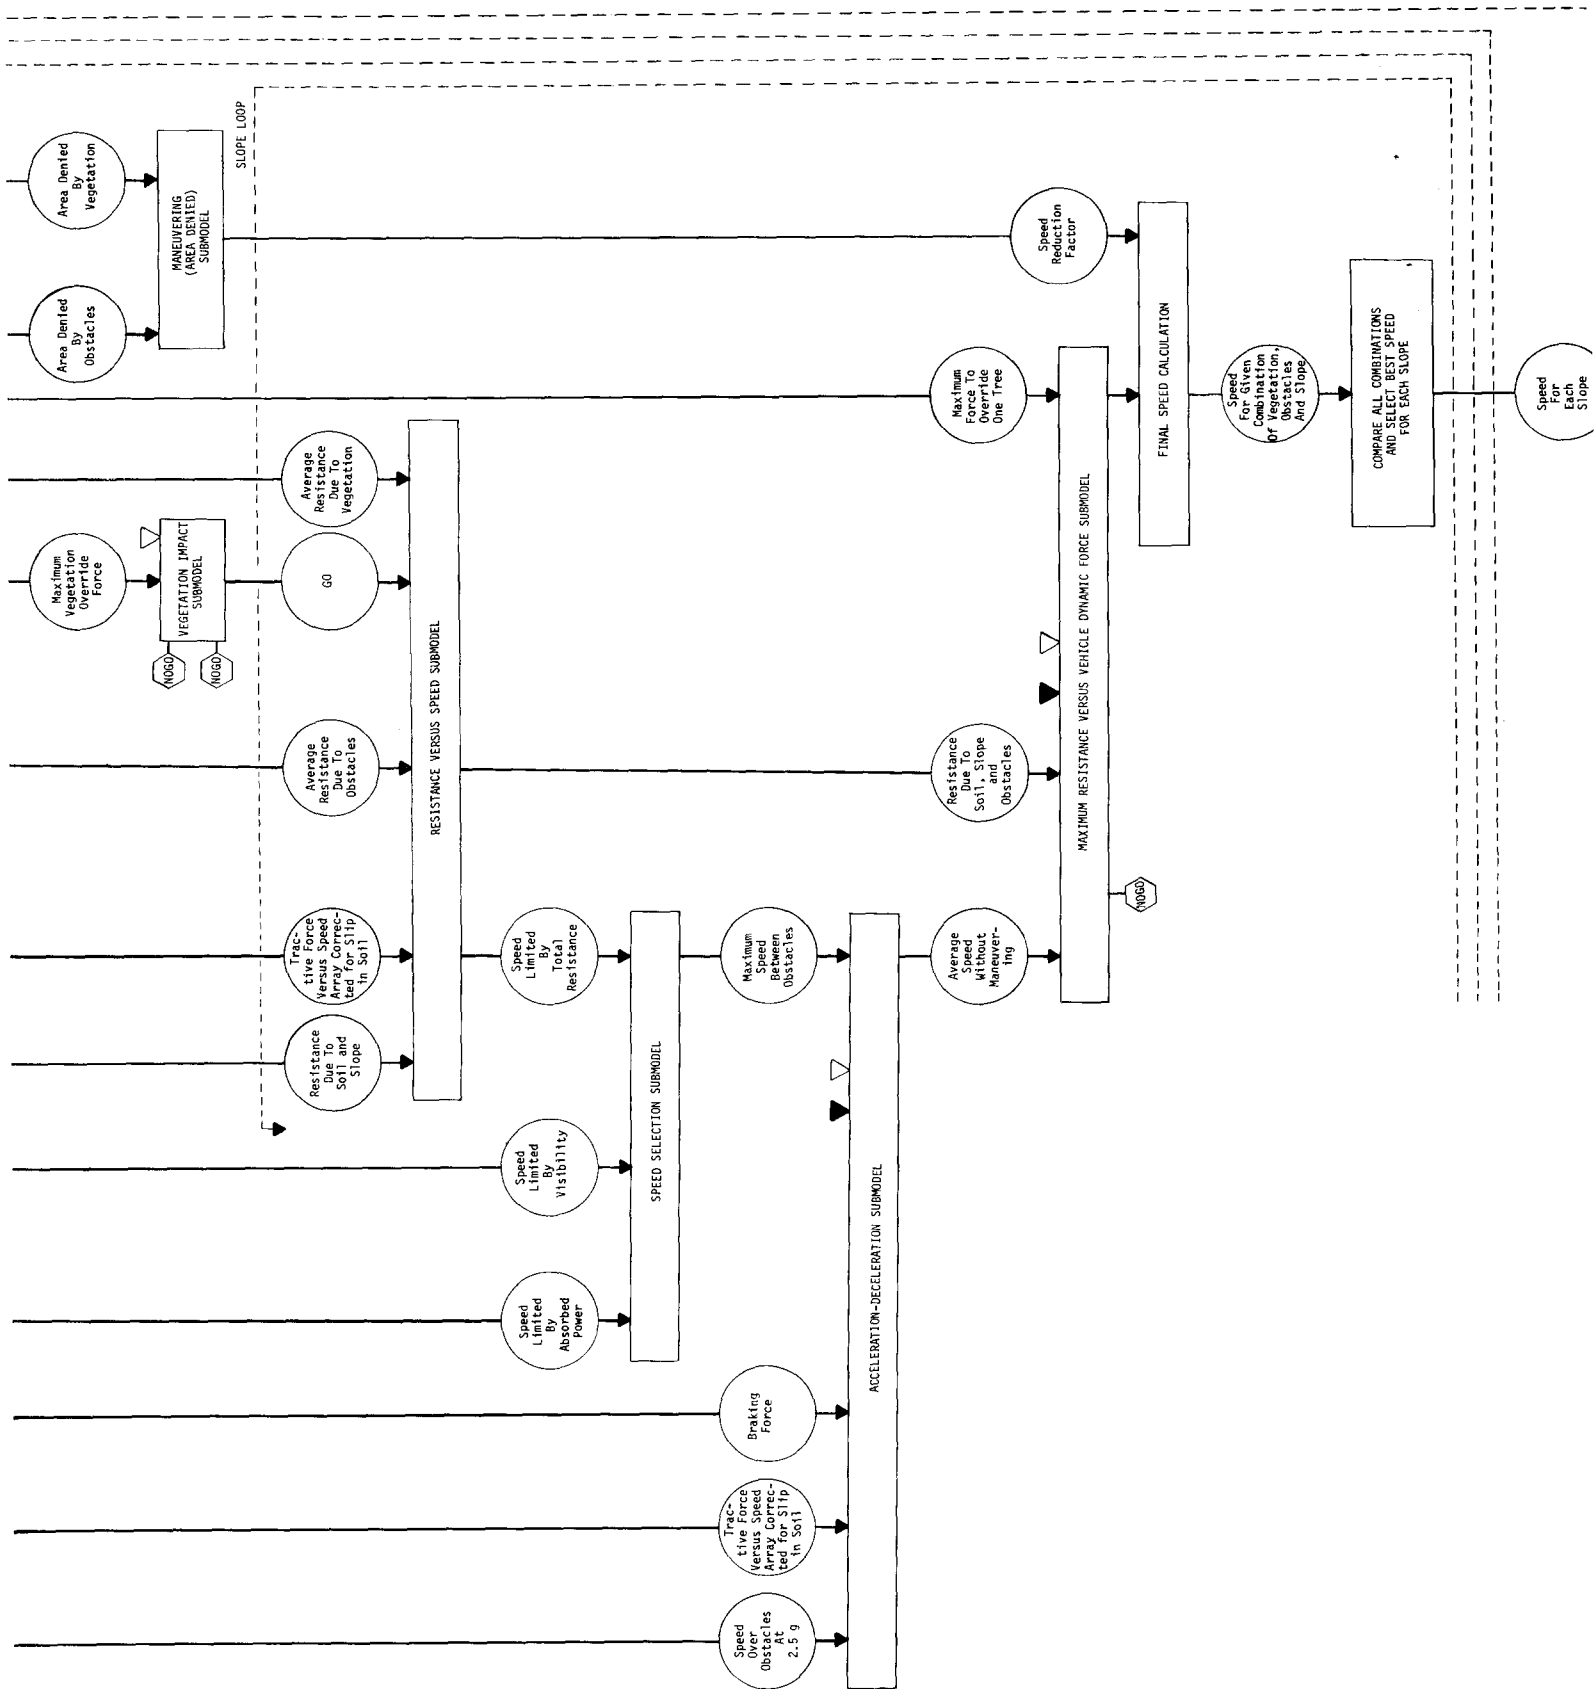 Area Denied
By
Vegetation
Area Denied
By
Obstacles
MANEUVERING
(AREA DENIED)
SUBMODEL
SLOPE LOOP
Maximum
Vegetation
Override
Force
VEGETATION IMPACT
SUBMODEL
NOGO
NOGO
Average
Resistance
Due To
Vegetation
GO
Average
Resistance
Due To
Obstacles
Trac-
tive Force
Versus Speed
Array Correc-
ted for Slip
in Soil
Resistance
Due To
Soil and
Slope
RESISTANCE VERSUS SPEED SUBMODEL
Speed
Limited
By
Total
Resistance
Speed
Limited
By
Visibility
Speed
Limited
By
Absorbed
Power
SPEED SELECTION SUBMODEL
Maximum
Speed
Between
Obstacles
Braking
Force
Trac-
tive Force
Versus Speed
Array Correc-
ted for Slip
in Soil
Speed
Over
Obstacles
At
2.5 g
ACCELERATION-DECELERATION SUBMODEL
Maximum
Force To
Override
One Tree
Resistance
Due To
Soil, Slope
and
Obstacles
Average
Speed
Without
Maneuver-
ing
MAXIMUM RESISTANCE VERSUS VEHICLE DYNAMIC FORCE SUBMODEL
NOGO
Speed
Reduction
Factor
FINAL SPEED CALCULATION
Speed
For Given
Combination
Of Vegetation,
Obstacles
And Slope
COMPARE ALL COMBINATIONS
AND SELECT BEST SPEED
FOR EACH SLOPE
Speed
For
Each
Slope